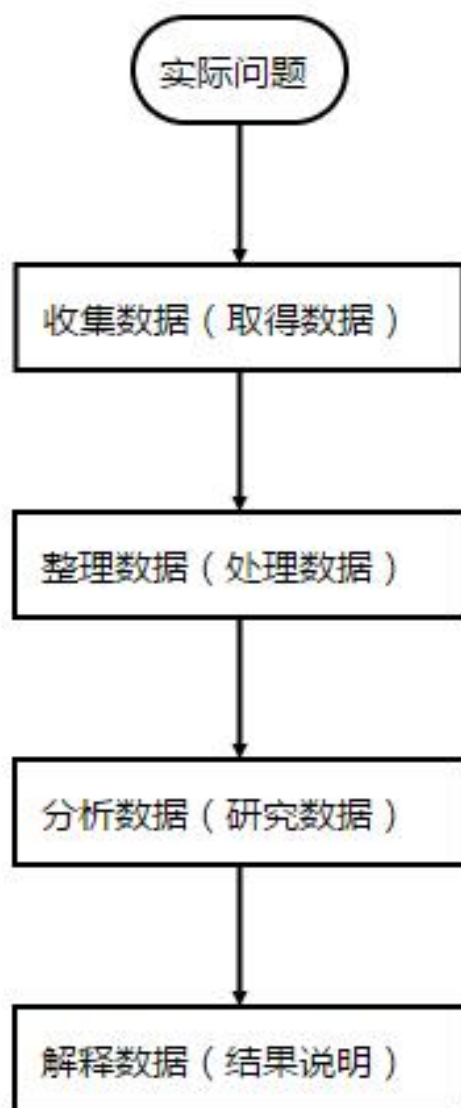 实际问题
收集数据（取得数据）
整理数据（处理数据）
分析数据（研究数据）
解释数据（结果说明）